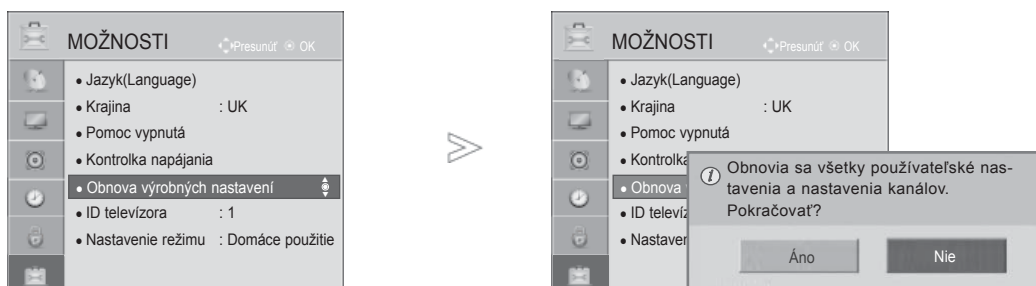 MOŽNOSTI
Presunúť OK
• Jazyk(Language)
• Krajina : UK
• Pomoc vypnutá
• Kontrolka napájania
• Obnova výrobných nastavení
• ID televízora : 1
• Nastavenie režimu : Domáce použitie
MOŽNOSTI
Presunúť OK
• Jazyk(Language)
• Krajina : UK
• Pomoc vypnutá
• Kontrolka
• Obnova
• ID televíz
• Nastaven
Obnovia sa všetky používateľské nas-
tavenia a nastavenia kanálov.
Pokračovať?
Áno
Nie